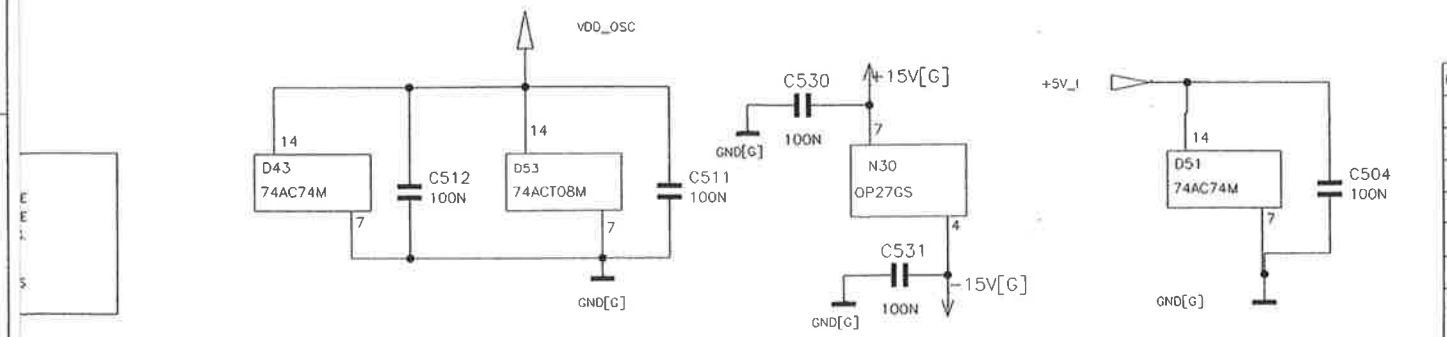 VDD_OSC
14
D43
74AC74M
7
C512
100N
14
D53
74ACT08M
7
C511
100N
GND[G]
C530
100N
GND[G]
+15V[G]
7
N30
OP27GS
4
C531
100N
GND[G]
-15V[G]
+5V_I
14
D51
74AC74M
7
C504
100N
GND[G]
E
E
S